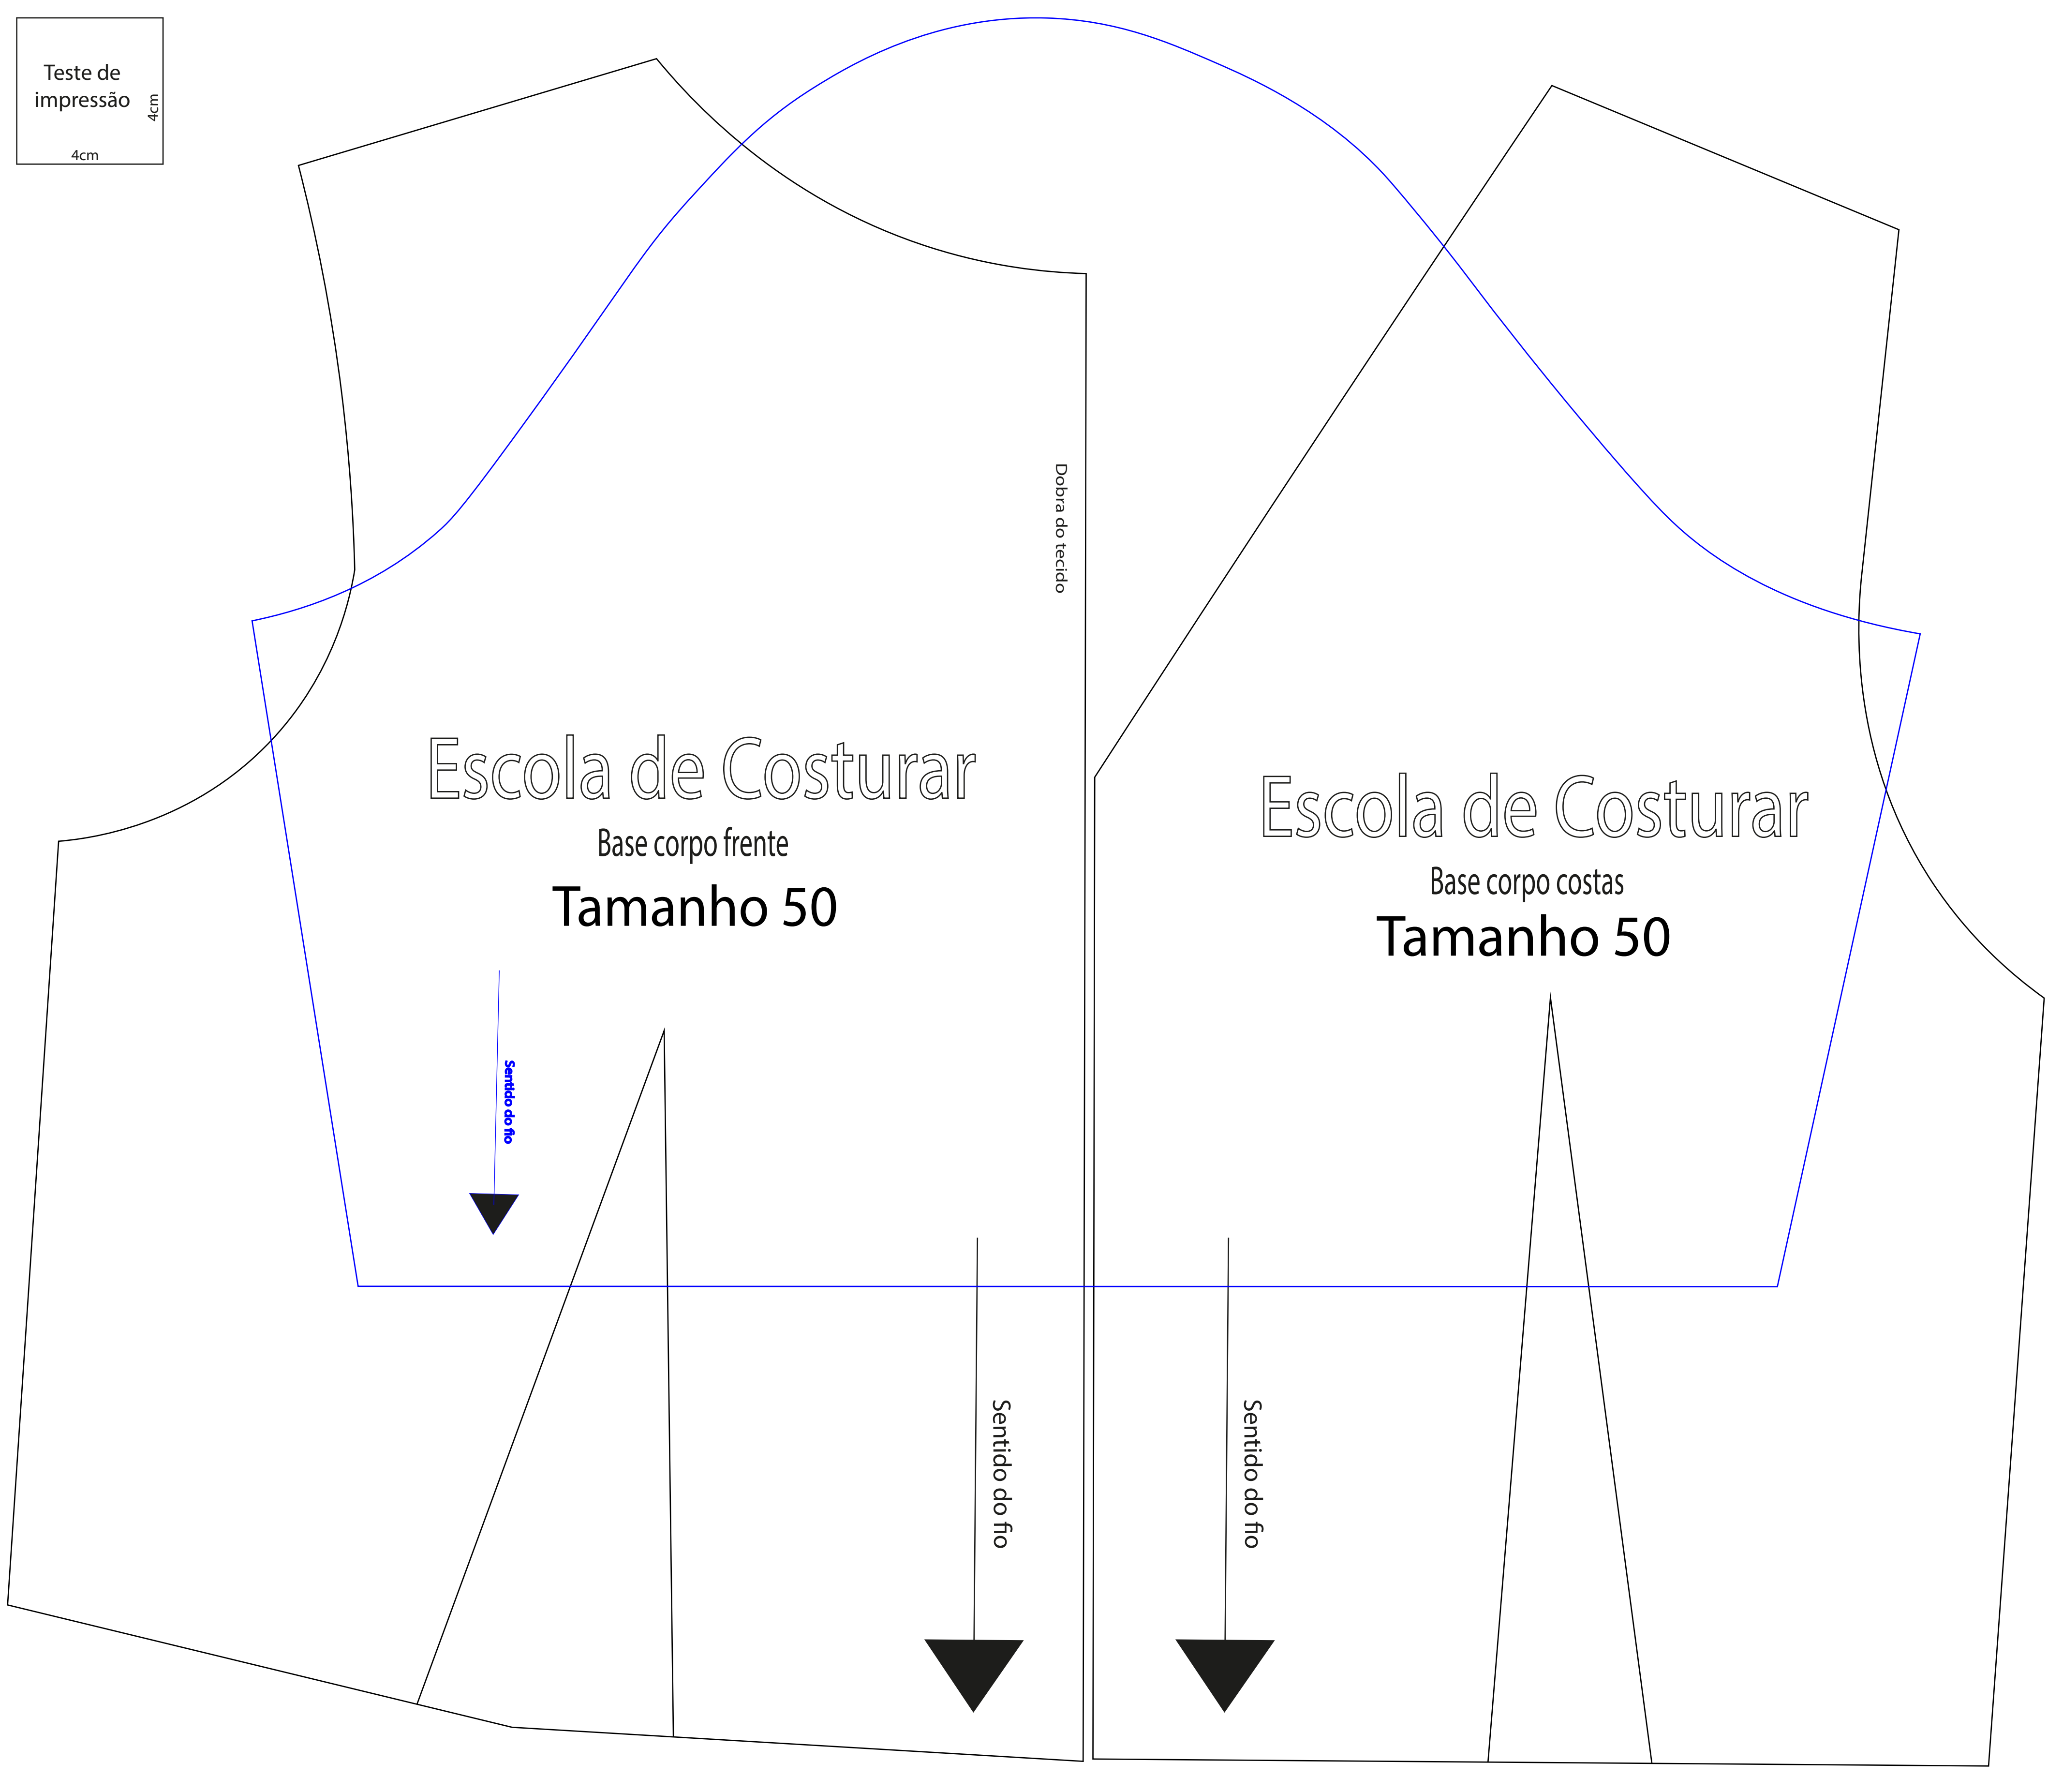 Teste de
impressão
4cm
4cm
Dobra do tecido
Escola de Costurar
Base corpo frente
Tamanho 50
Escola de Costurar
Base corpo costas
Tamanho 50
Sentido do fio
Sentido do fio
Sentido do fio